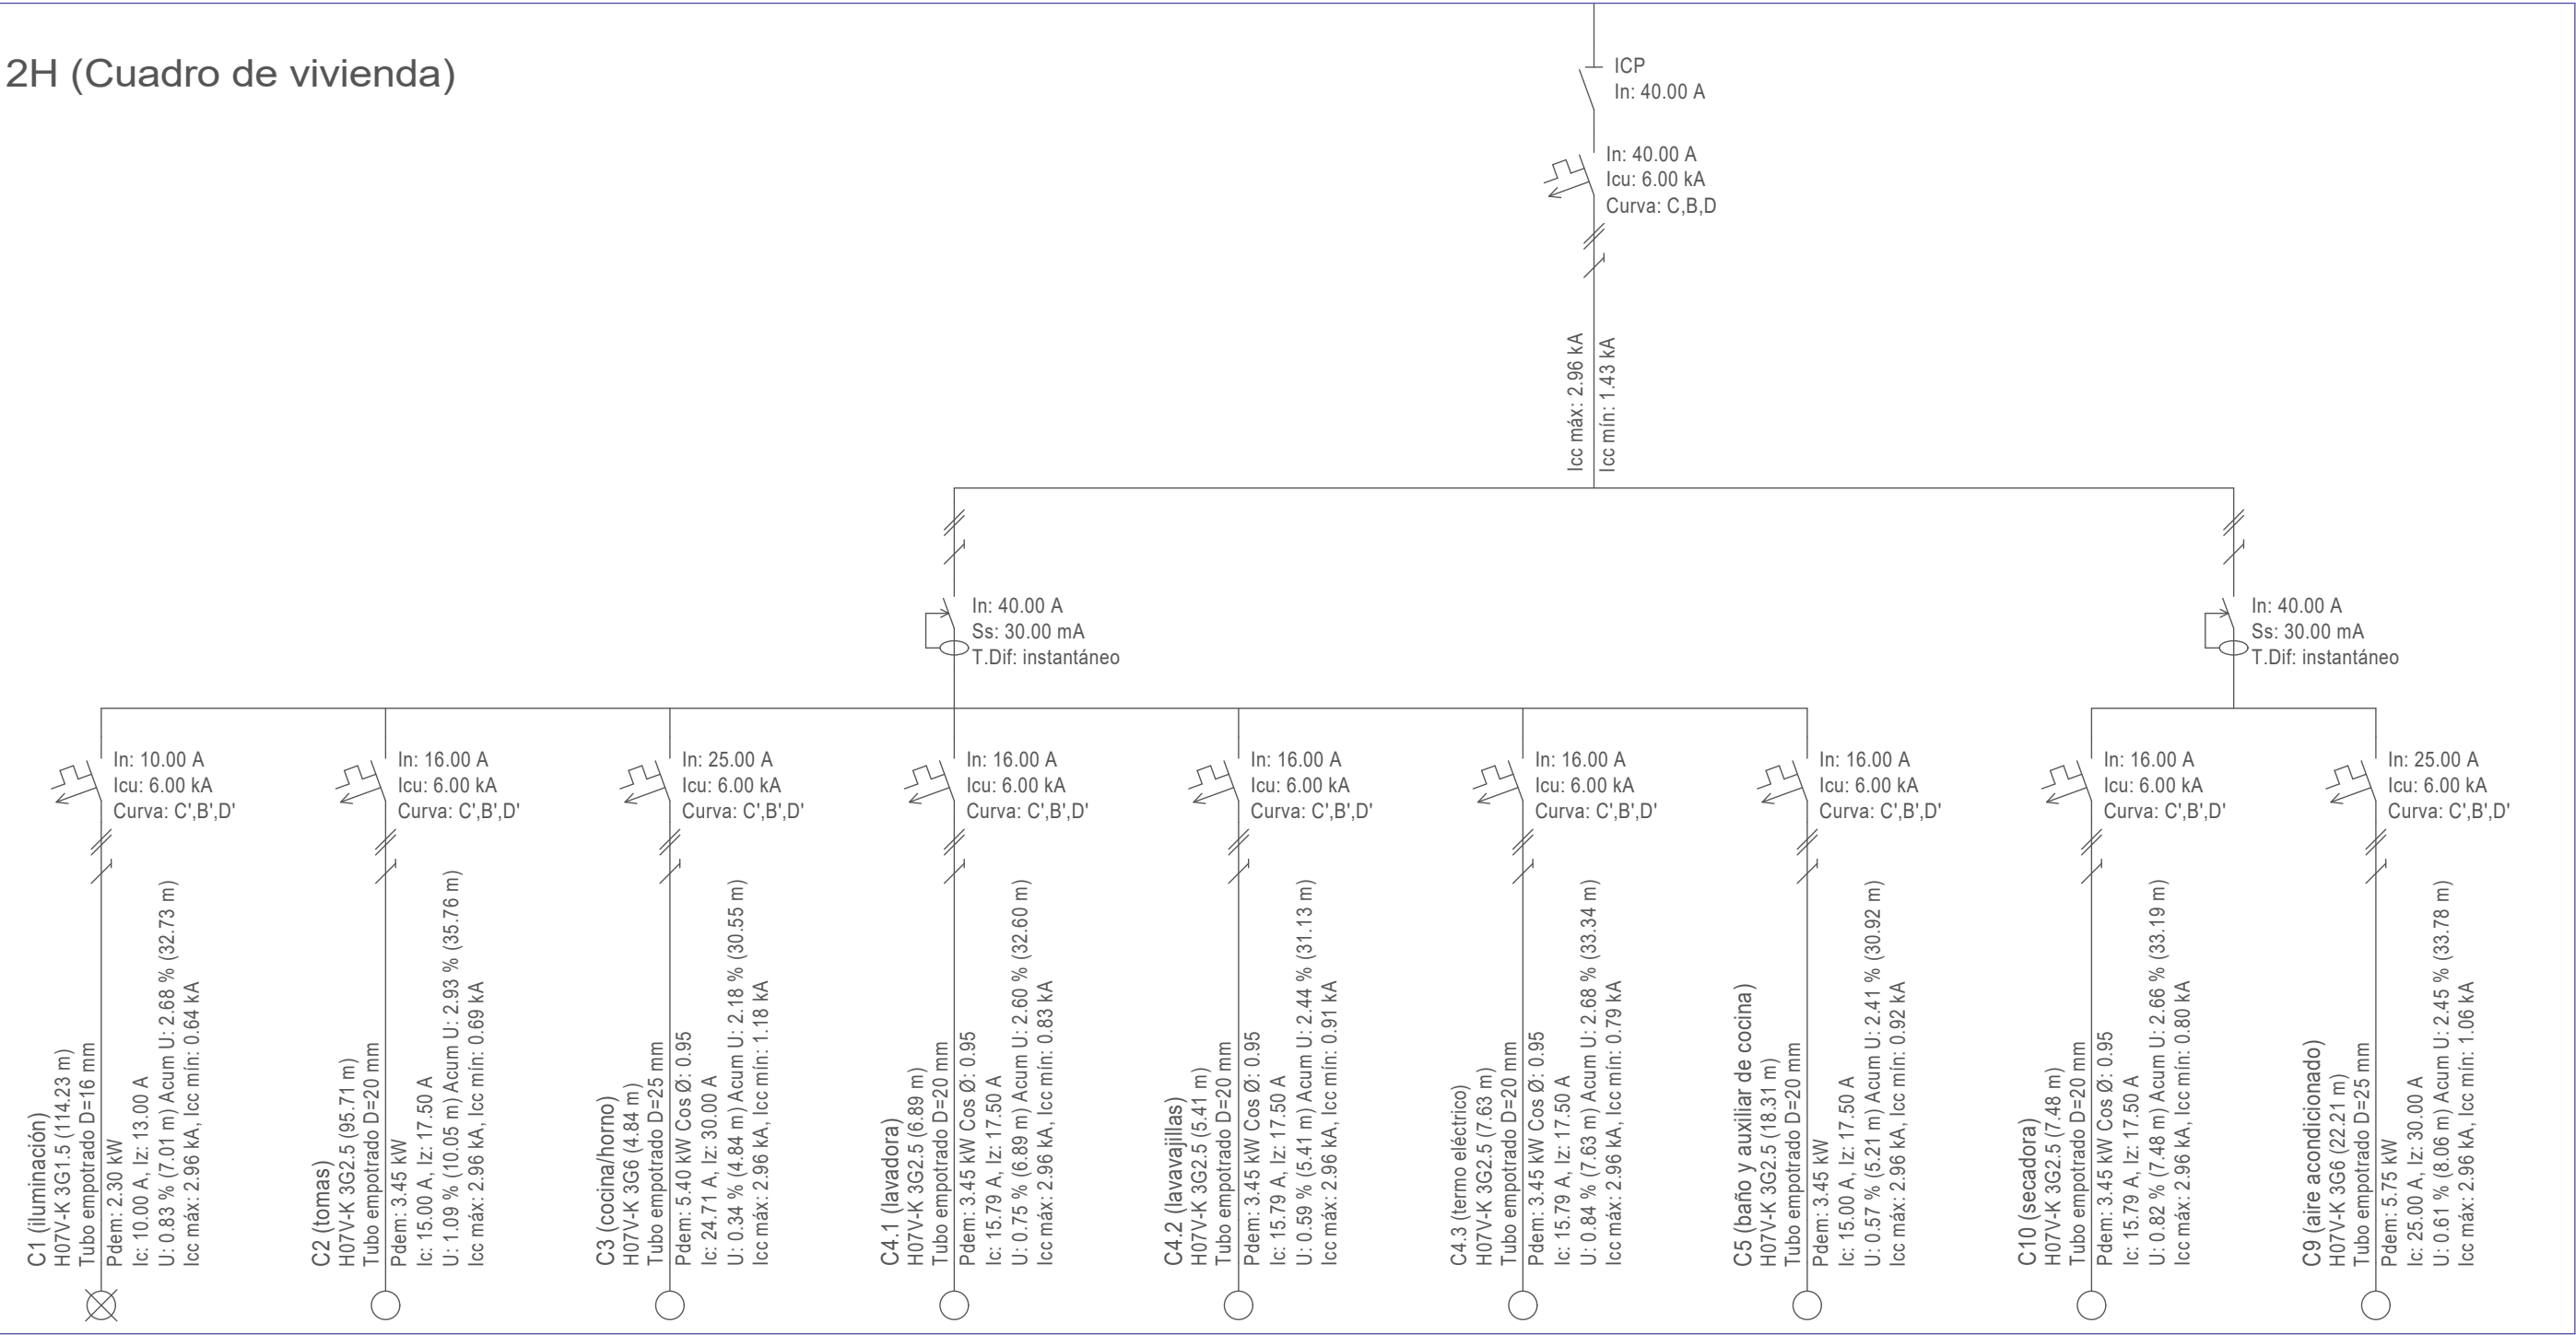 2H (Cuadro de vivienda)
ICP
In: 40.00 A
In: 40.00 A
Icu: 6.00 kA
Curva: C,B,D
Icc máx: 2.96 kA
Icc mín: 1.43 kA
In: 40.00 A
Ss: 30.00 mA
T.Dif: instantáneo
In: 40.00 A
Ss: 30.00 mA
T.Dif: instantáneo
In: 10.00 A
Icu: 6.00 kA
Curva: C',B',D'
In: 16.00 A
Icu: 6.00 kA
Curva: C',B',D'
In: 25.00 A
Icu: 6.00 kA
Curva: C',B',D'
In: 16.00 A
Icu: 6.00 kA
Curva: C',B',D'
In: 16.00 A
Icu: 6.00 kA
Curva: C',B',D'
In: 16.00 A
Icu: 6.00 kA
Curva: C',B',D'
In: 16.00 A
Icu: 6.00 kA
Curva: C',B',D'
In: 16.00 A
Icu: 6.00 kA
Curva: C',B',D'
In: 25.00 A
Icu: 6.00 kA
Curva: C',B',D'
C1 (iluminación)
H07V-K 3G1.5 (114.23 m)
Tubo empotrado D=16 mm
Pdem: 2.30 kW
Ic: 10.00 A, Iz: 13.00 A
U: 0.83 % (7.01 m) Acum U: 2.68 % (32.73 m)
Icc máx: 2.96 kA, Icc mín: 0.64 kA
C2 (tomas)
H07V-K 3G2.5 (95.71 m)
Tubo empotrado D=20 mm
Pdem: 3.45 kW
Ic: 15.00 A, Iz: 17.50 A
U: 1.09 % (10.05 m) Acum U: 2.93 % (35.76 m)
Icc máx: 2.96 kA, Icc mín: 0.69 kA
C3 (cocina/horno)
H07V-K 3G6 (4.84 m)
Tubo empotrado D=25 mm
Pdem: 5.40 kW Cos Ø: 0.95
Ic: 24.71 A, Iz: 30.00 A
U: 0.34 % (4.84 m) Acum U: 2.18 % (30.55 m)
Icc máx: 2.96 kA, Icc mín: 1.18 kA
C4.1 (lavadora)
H07V-K 3G2.5 (6.89 m)
Tubo empotrado D=20 mm
Pdem: 3.45 kW Cos Ø: 0.95
Ic: 15.79 A, Iz: 17.50 A
U: 0.75 % (6.89 m) Acum U: 2.60 % (32.60 m)
Icc máx: 2.96 kA, Icc mín: 0.83 kA
C4.2 (lavavajillas)
H07V-K 3G2.5 (5.41 m)
Tubo empotrado D=20 mm
Pdem: 3.45 kW Cos Ø: 0.95
Ic: 15.79 A, Iz: 17.50 A
U: 0.59 % (5.41 m) Acum U: 2.44 % (31.13 m)
Icc máx: 2.96 kA, Icc mín: 0.91 kA
C4.3 (termo eléctrico)
H07V-K 3G2.5 (7.63 m)
Tubo empotrado D=20 mm
Pdem: 3.45 kW Cos Ø: 0.95
Ic: 15.79 A, Iz: 17.50 A
U: 0.84 % (7.63 m) Acum U: 2.68 % (33.34 m)
Icc máx: 2.96 kA, Icc mín: 0.79 kA
C5 (baño y auxiliar de cocina)
H07V-K 3G2.5 (18.31 m)
Tubo empotrado D=20 mm
Pdem: 3.45 kW
Ic: 15.00 A, Iz: 17.50 A
U: 0.57 % (5.21 m) Acum U: 2.41 % (30.92 m)
Icc máx: 2.96 kA, Icc mín: 0.92 kA
C10 (secadora)
H07V-K 3G2.5 (7.48 m)
Tubo empotrado D=20 mm
Pdem: 3.45 kW Cos Ø: 0.95
Ic: 15.79 A, Iz: 17.50 A
U: 0.82 % (7.48 m) Acum U: 2.66 % (33.19 m)
Icc máx: 2.96 kA, Icc mín: 0.80 kA
C9 (aire acondicionado)
H07V-K 3G6 (22.21 m)
Tubo empotrado D=25 mm
Pdem: 5.75 kW
Ic: 25.00 A, Iz: 30.00 A
U: 0.61 % (8.06 m) Acum U: 2.45 % (33.78 m)
Icc máx: 2.96 kA, Icc mín: 1.06 kA